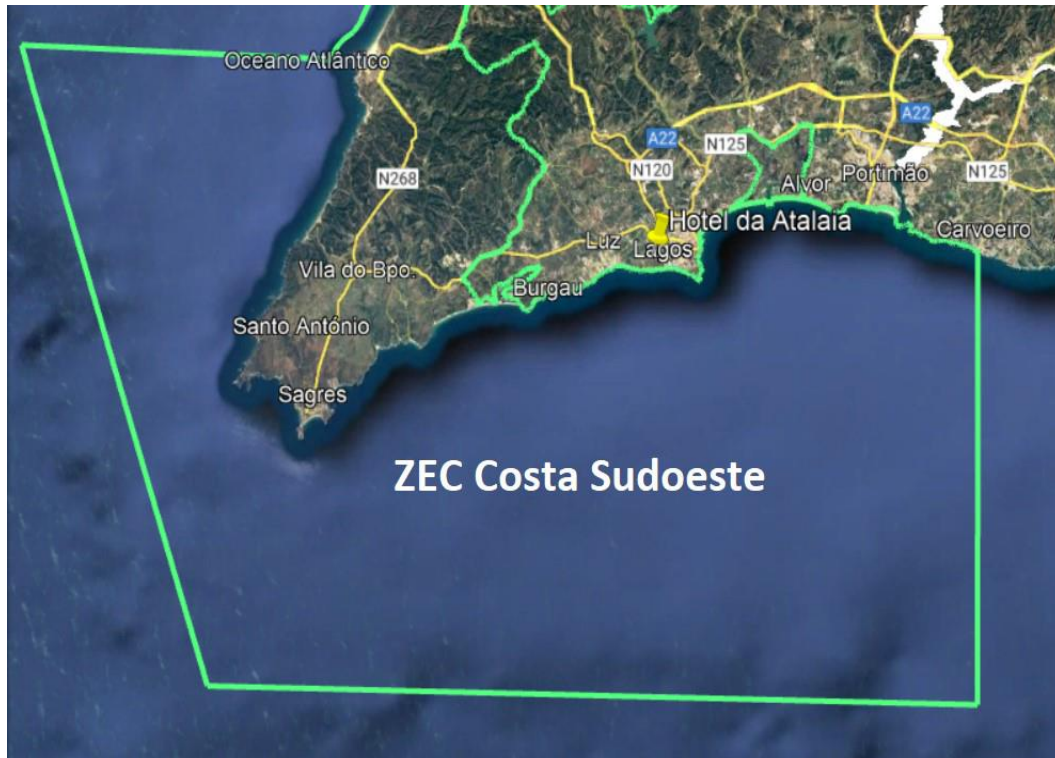 Oceano Atlântico
A22
A22
N125
N120
N125
N268
Alvor
Portimão
Hotel da Atalaia
Carvoeiro
Luz
Lagos
Vila do Bpo.
Burgau
Santo António
Sagres
ZEC Costa Sudoeste